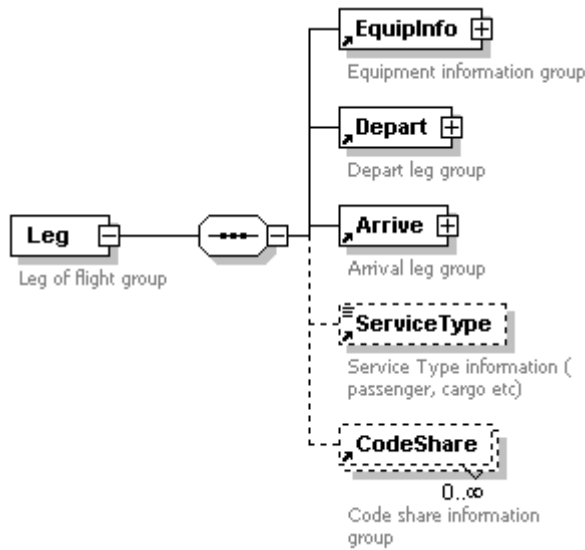 EquipInfo
Equipment information group
Depart
Depart leg group
Leg
Leg of flight group
Arrive
Arrival leg group
ServiceType
Service Type information (
passenger, cargo etc)
CodeShare
0..∞
Code share information
group